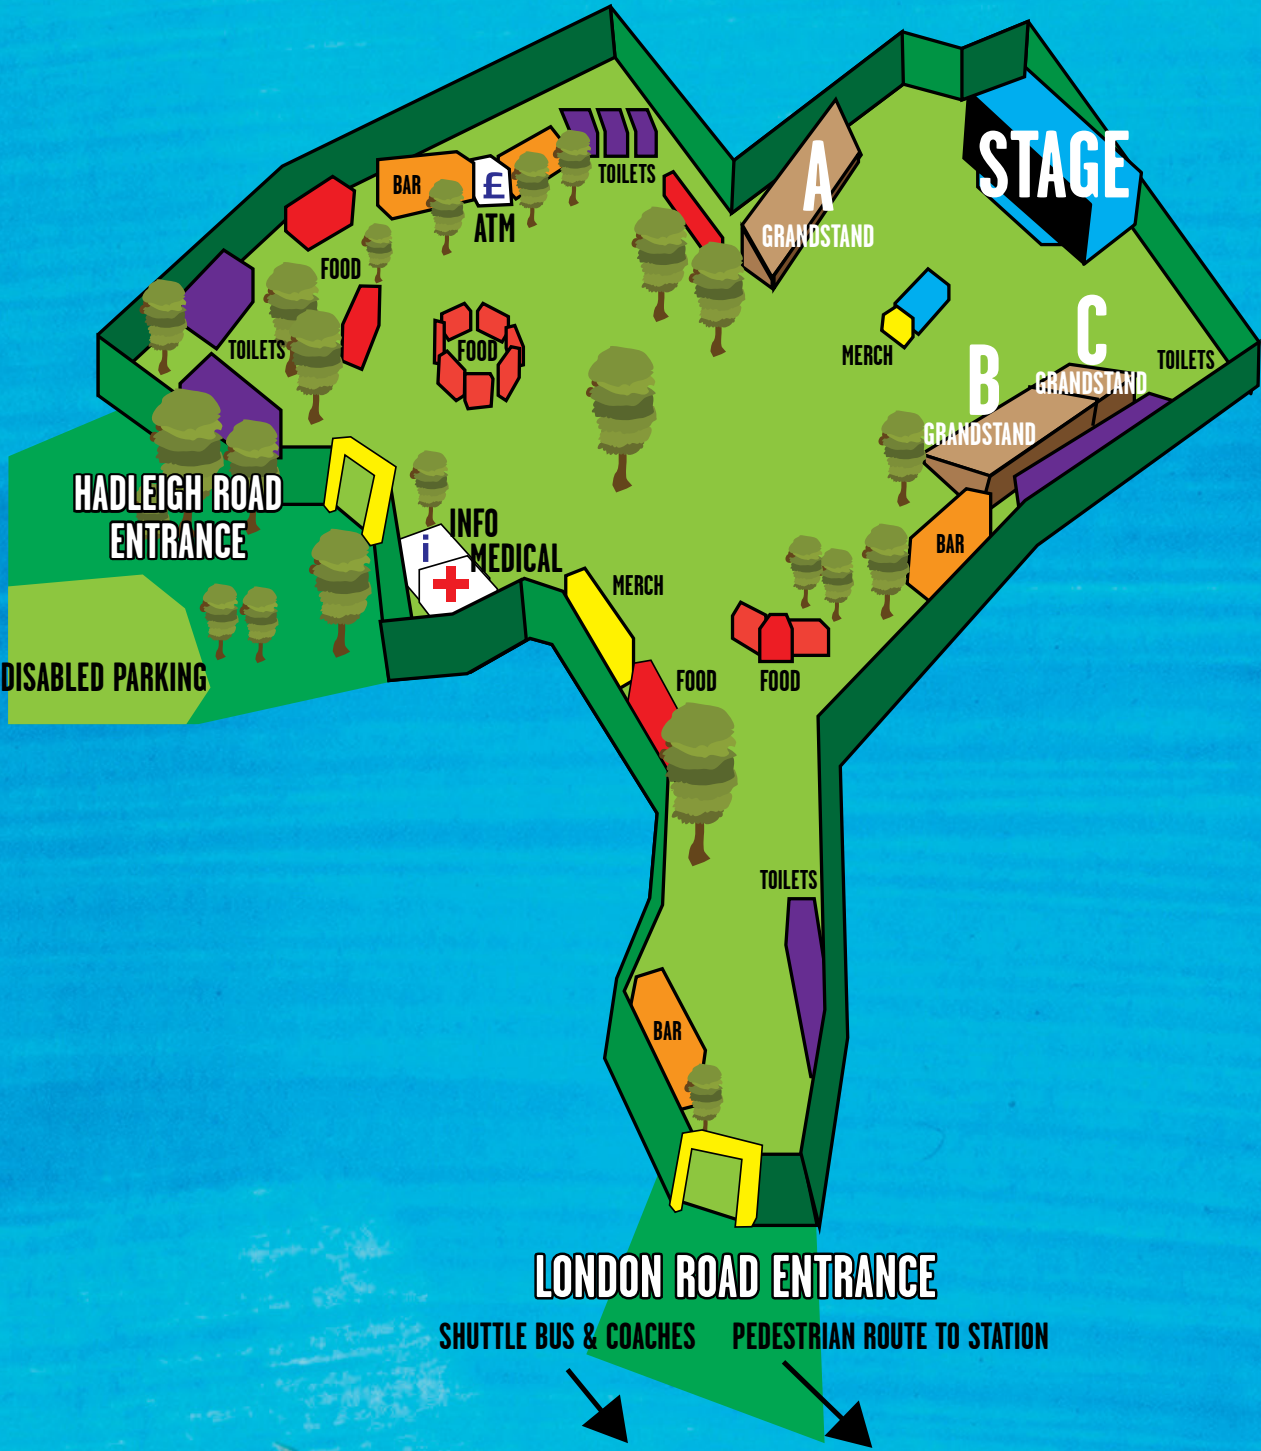 STAGE
A
GRANDSTAND
BAR
£
ATM
TOILETS
FOOD
TOILETS
FOOD
MERCH
C
GRANDSTAND
B
GRANDSTAND
TOILETS
HADLEIGH ROAD
ENTRANCE
INFO
i
MEDICAL
BAR
MERCH
DISABLED PARKING
FOOD
FOOD
TOILETS
BAR
LONDON ROAD ENTRANCE
SHUTTLE BUS & COACHES
PEDESTRIAN ROUTE TO STATION